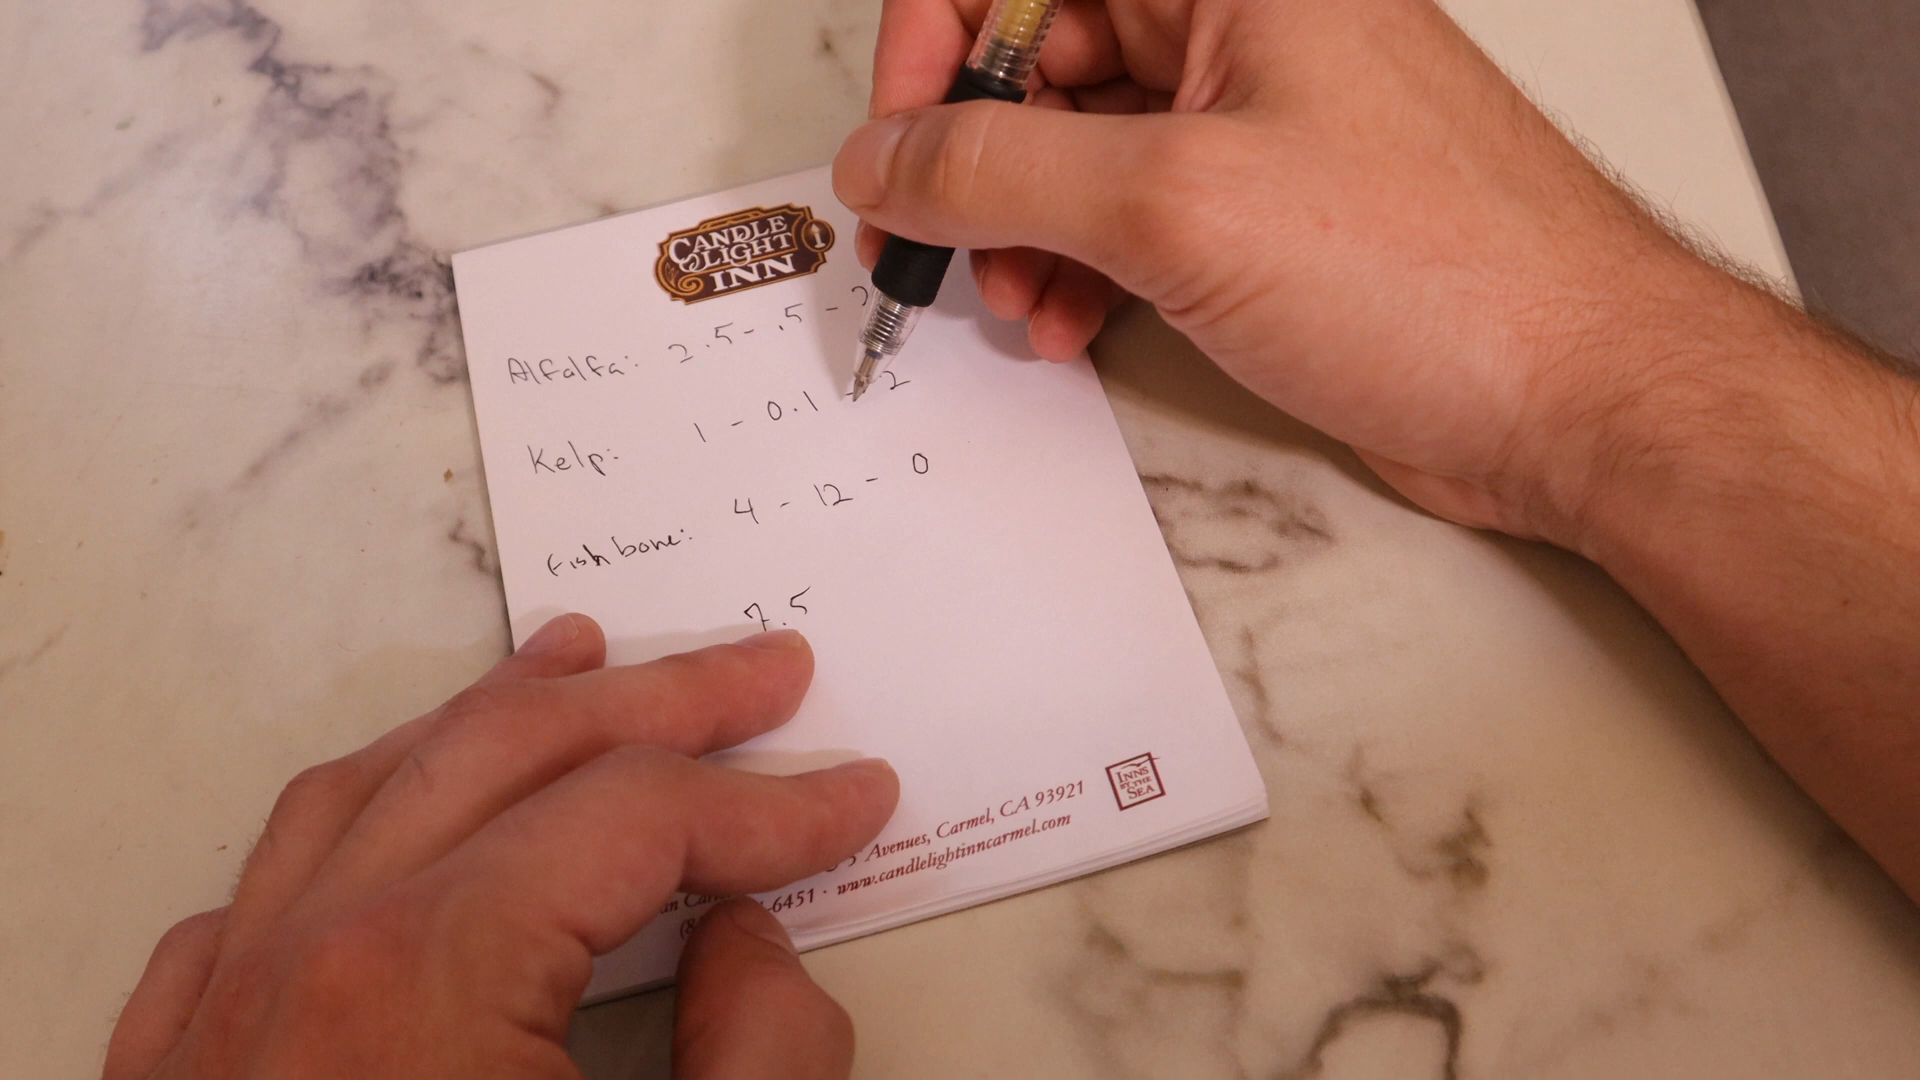 CANDLE
LIGHT
INN
Alfalfa: 2.5 - .5 - 2
Kelp: 1 - 0.1 - 2
Fishbone: 4 - 12 - 0
7.5
Avenues, Carmel, CA 93921
6451 · www.candlelightinncarmel.com
INNS
BY THE
SEA